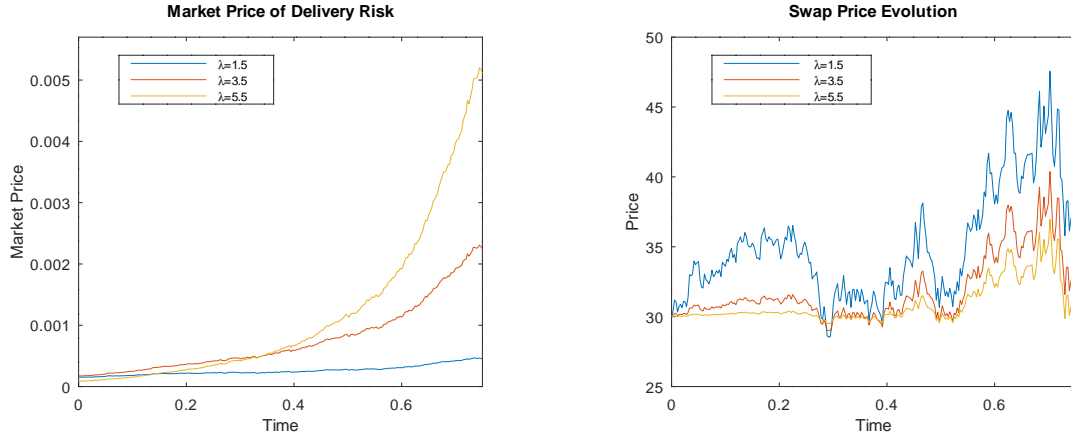 Market Price of Delivery Risk
λ=1.5
λ=3.5
λ=5.5
0.005
0.004
0.003
0.002
0.001
0
0
0.2
0.4
0.6
Market Price
Time
Swap Price Evolution
λ=1.5
λ=3.5
λ=5.5
50
45
40
35
30
25
0
0.2
0.4
0.6
Price
Time